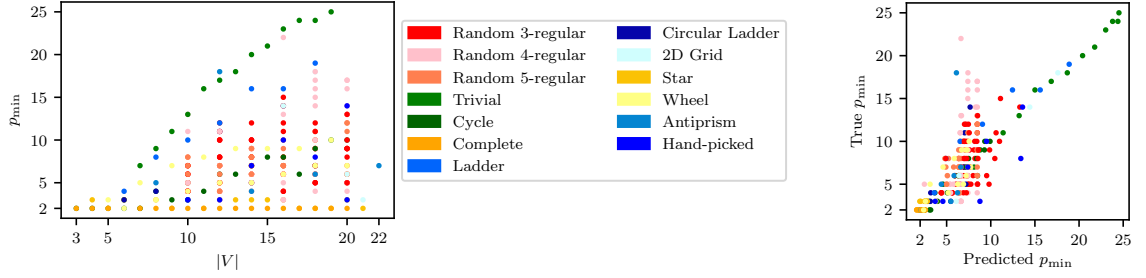 25
20
15
10
5
2
p_min
3
5
10
15
20
22
|V|
Random 3-regular
Random 4-regular
Random 5-regular
Trivial
Cycle
Complete
Ladder
Circular Ladder
2D Grid
Star
Wheel
Antiprism
Hand-picked
25
20
15
10
5
2
True p_min
2
5
10
15
20
25
Predicted p_min